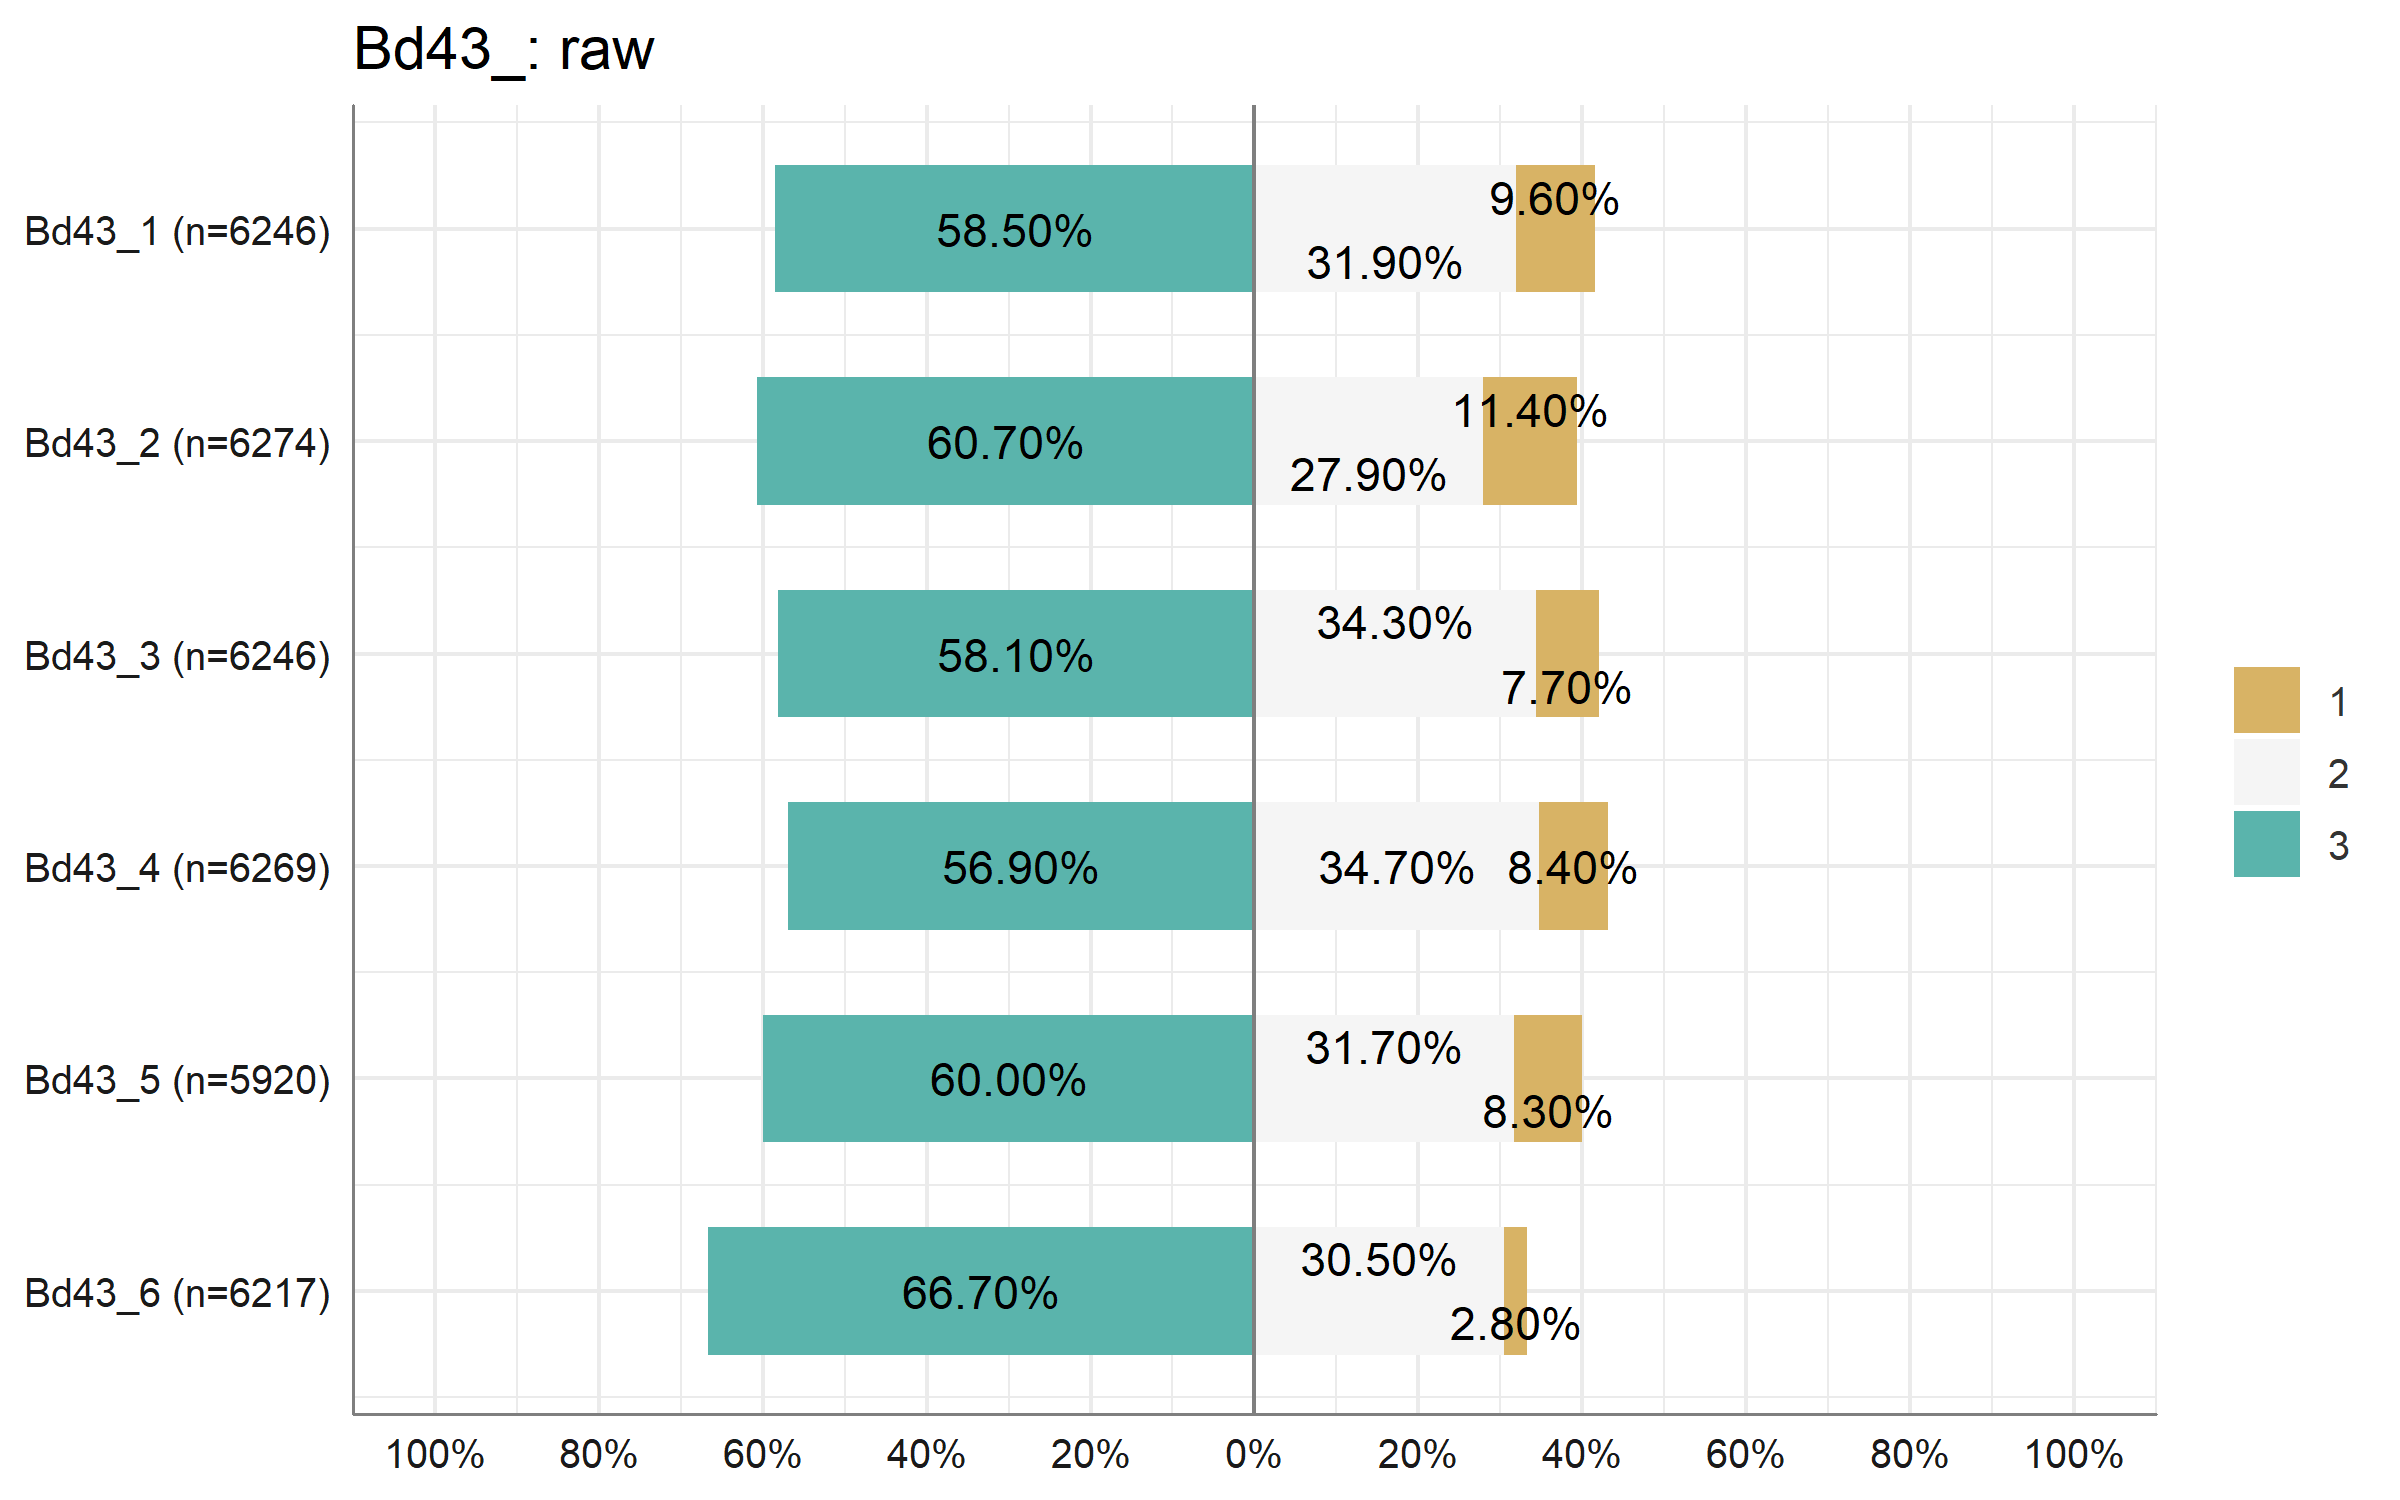 Bd43_: raw
Bd43_1 (n=6246)
58.50%
31.90%
9.60%
Bd43_2 (n=6274)
60.70%
27.90%
11.40%
Bd43_3 (n=6246)
58.10%
34.30%
7.70%
Bd43_4 (n=6269)
56.90%
34.70%
8.40%
Bd43_5 (n=5920)
60.00%
31.70%
8.30%
Bd43_6 (n=6217)
66.70%
30.50%
2.80%
100% 80% 60% 40% 20% 0% 20% 40% 60% 80% 100%
1
2
3